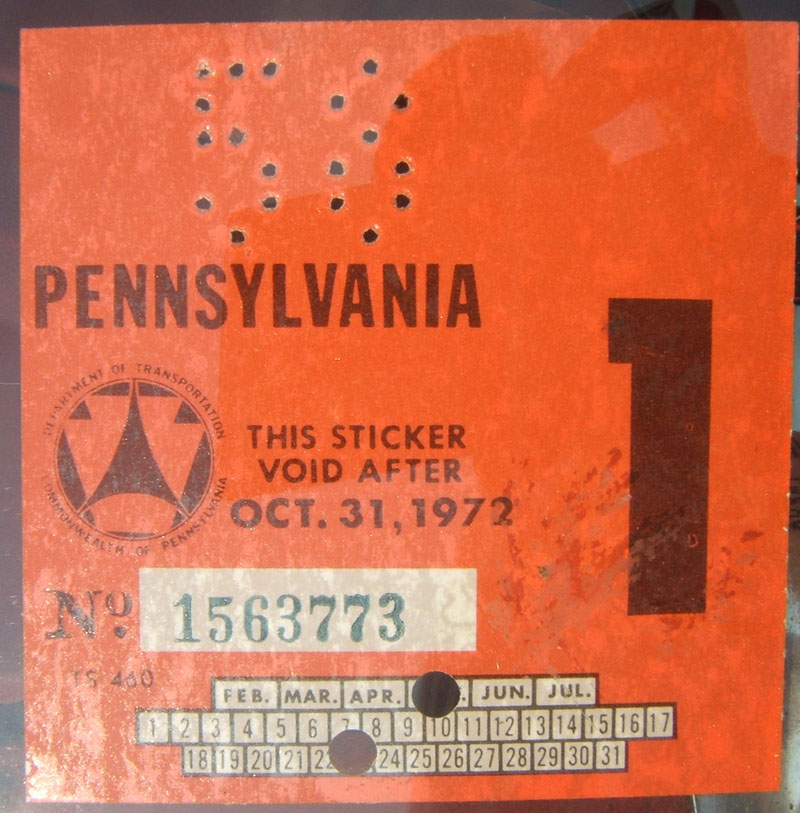 58
PENNSYLVANIA
1
DEPARTMENT OF TRANSPORTATION
COMMONWEALTH OF PENNSYLVANIA
THIS STICKER
VOID AFTER
OCT. 31, 1972
No. 1563773
TS 460
FEB. MAR. APR. JUN. JUL.
1 2 3 4 5 6 7 8 9 10 11 12 13 14 15 16 17
18 19 20 21 24 25 26 27 28 29 30 31